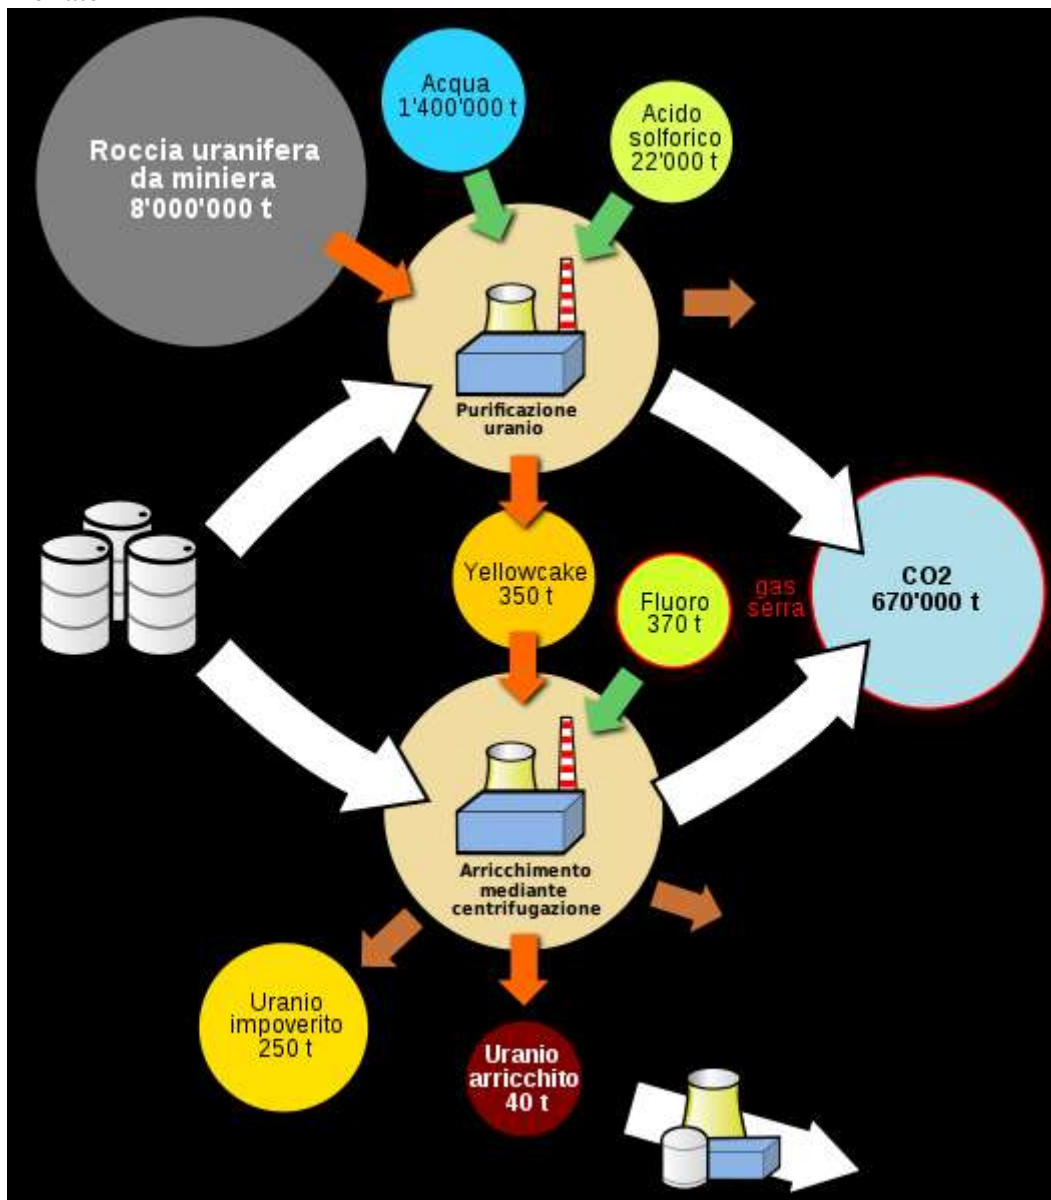 Acqua
1'400'000 t
Acido
solforico
22'000 t
Roccia uranifera
da miniera
8'000'000 t
Purificazione
uranio
Yellowcake
350 t
Fluoro
370 t
gas
serra
CO2
670'000 t
Arricchimento
mediante
centrifugazione
Uranio
impoverito
250 t
Uranio
arricchito
40 t